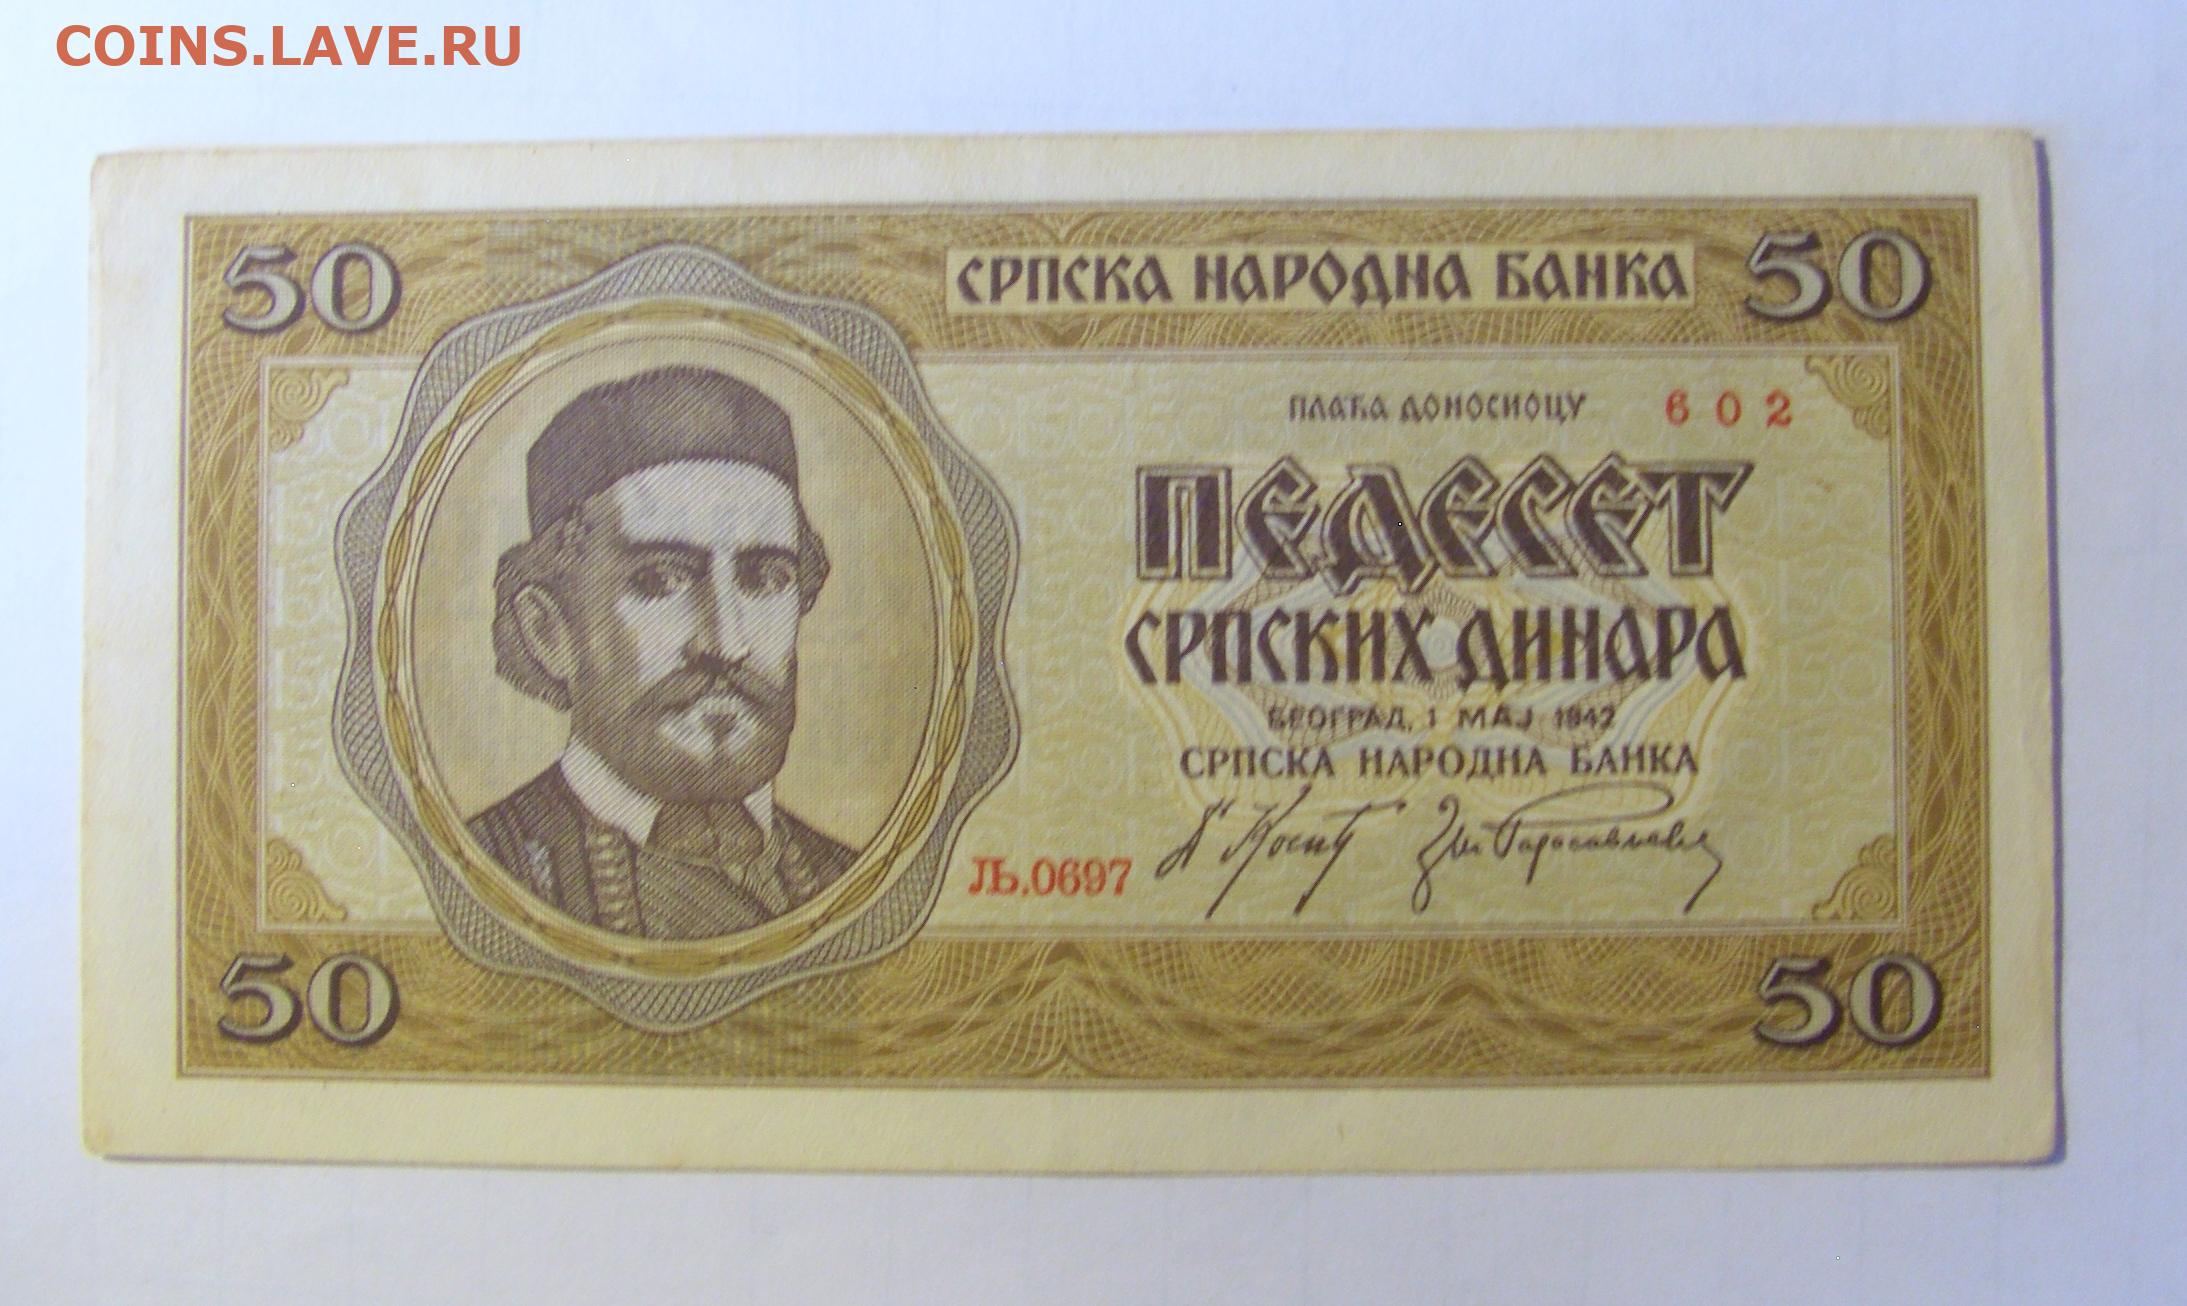 COINS.LAVE.RU
50 СРПСКА НАРОДНА БАНКА 50
ПЛАЋА ДОНОСИОЦУ 602
ПЕДЕСЕТ
СРПСКИХ ДИНАРА
БЕОГРАД, 1 МАЈ 1942
СРПСКА НАРОДНА БАНКА
Љ.0697
50 50